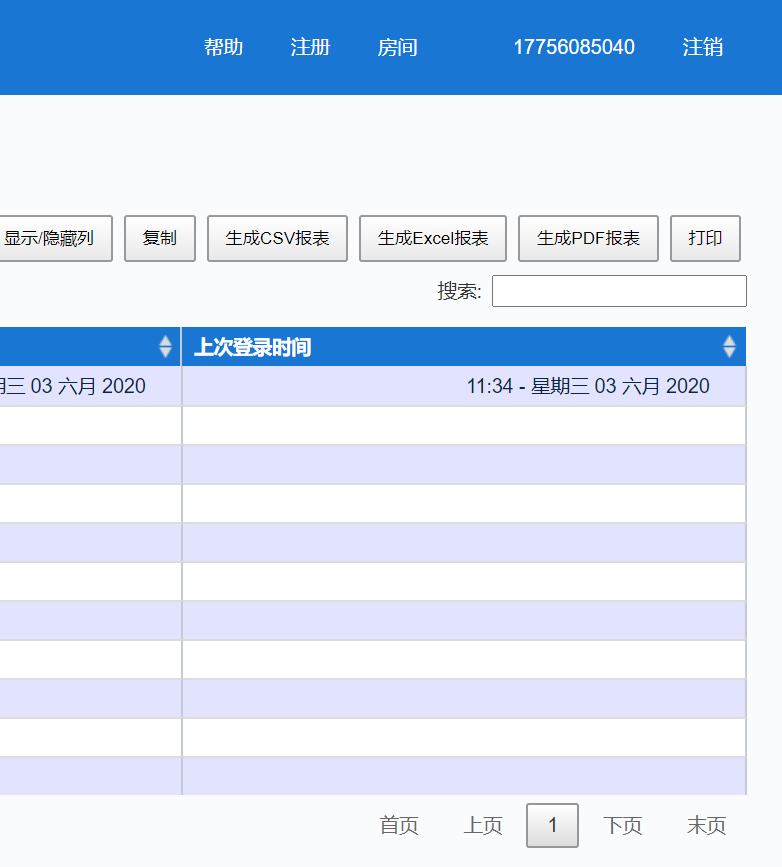 帮助 注册 房间 17756085040 注销
显示/隐藏列 复制 生成CSV报表 生成Excel报表 生成PDF报表 打印
搜索:
上次登录时间
期三 03 六月 2020 11:34 - 星期三 03 六月 2020
首页 上页 1 下页 末页